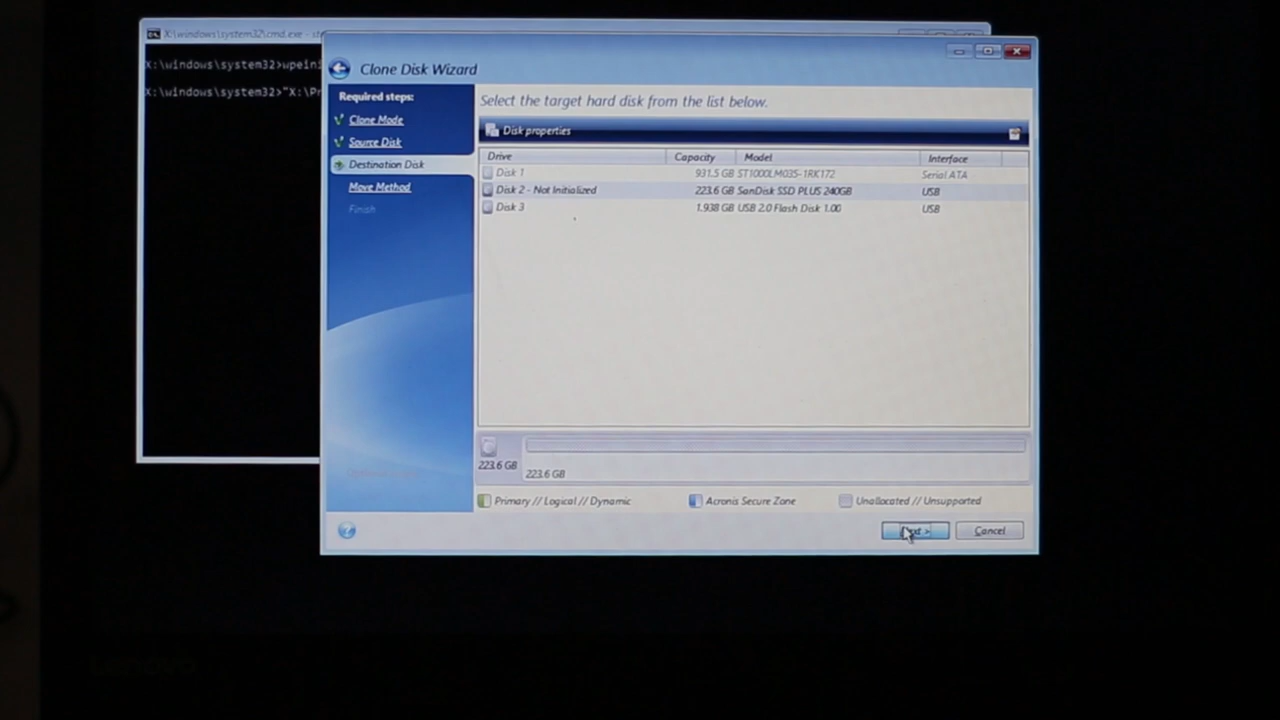 X:\windows\system32\cmd.exe - st
X:\windows\system32>wpeini
X:\windows\system32>"X:\Pr
Clone Disk Wizard
Required steps:
Clone Mode
Source Disk
Destination Disk
Move Method
Finish
Select the target hard disk from the list below.
Disk properties
Drive Capacity Model Interface
Disk 1 931.5 GB ST1000LM035-1RK172 Serial ATA
Disk 2 - Not Initialized 223.6 GB SanDisk SSD PLUS 240GB USB
Disk 3 1.938 GB USB 2.0 Flash Disk 1.00 USB
223.6 GB 223.6 GB
Primary // Logical // Dynamic Acronis Secure Zone Unallocated // Unsupported
Next > Cancel
Lenovo